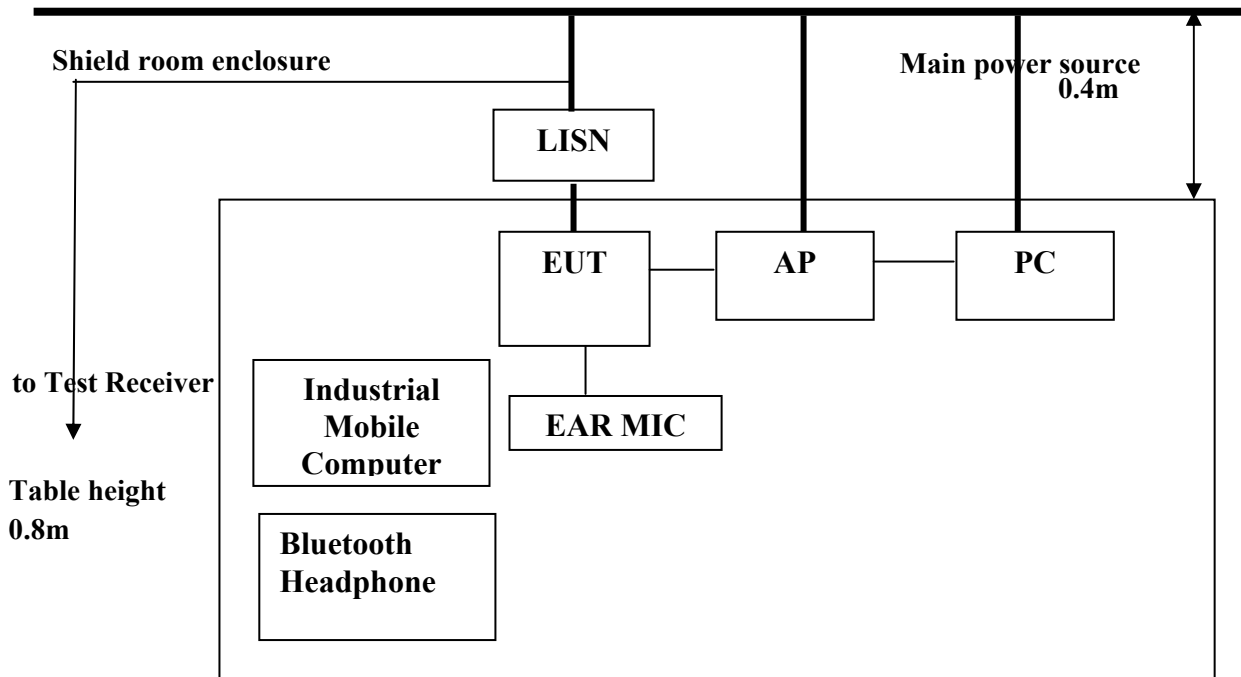 Shield room enclosure
Main power source
0.4m
LISN
EUT
AP
PC
to Test Receiver
Industrial
Mobile
Computer
EAR MIC
Table height
0.8m
Bluetooth
Headphone